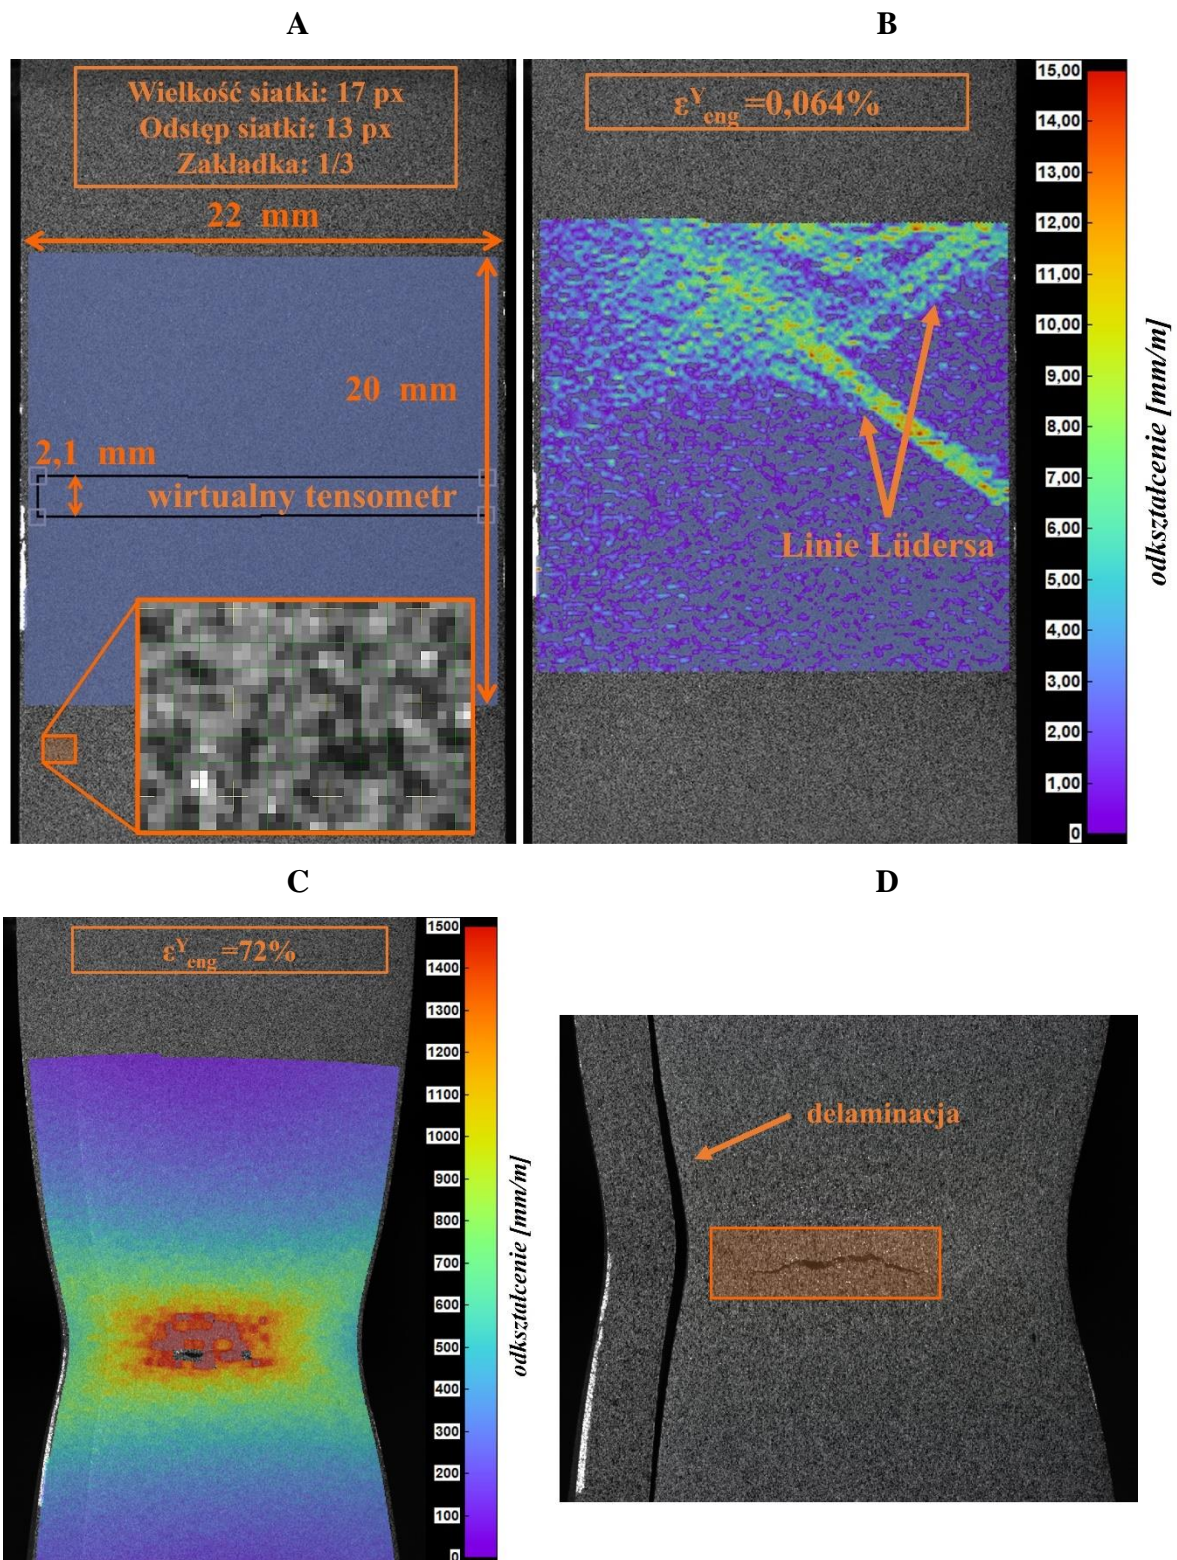 A
Wielkość siatki: 17 px
Odstęp siatki: 13 px
Zakładka: 1/3
22 mm
20 mm
2,1 mm
wirtualny tensometr
B
εYeng=0,064%
Linie Lüdersa
15,00
14,00
13,00
12,00
11,00
10,00
9,00
8,00
7,00
6,00
5,00
4,00
3,00
2,00
1,00
0
odkształcenie [mm/m]
C
εYeng=72%
1500
1400
1300
1200
1100
1000
900
800
700
600
500
400
300
200
100
0
odkształcenie [mm/m]
D
delaminacja